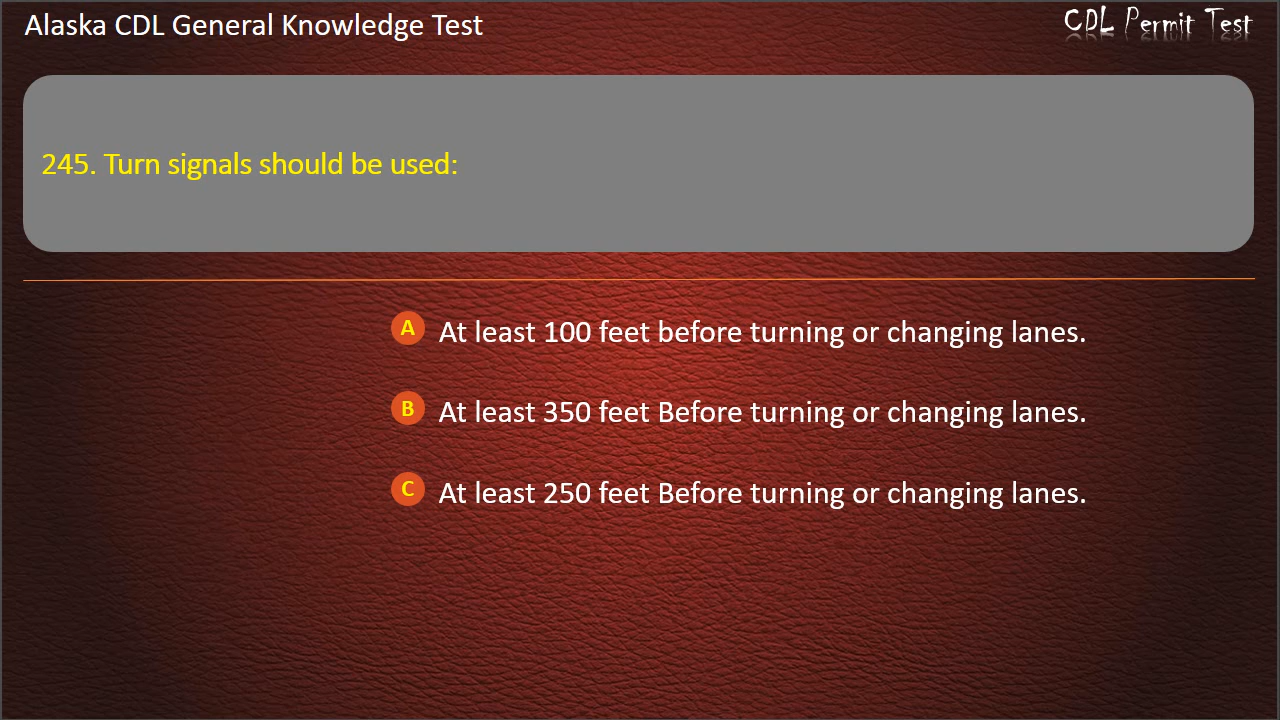 Alaska CDL General Knowledge Test
CDL Permit Test
245. Turn signals should be used:
A At least 100 feet before turning or changing lanes.
B At least 350 feet Before turning or changing lanes.
C At least 250 feet Before turning or changing lanes.